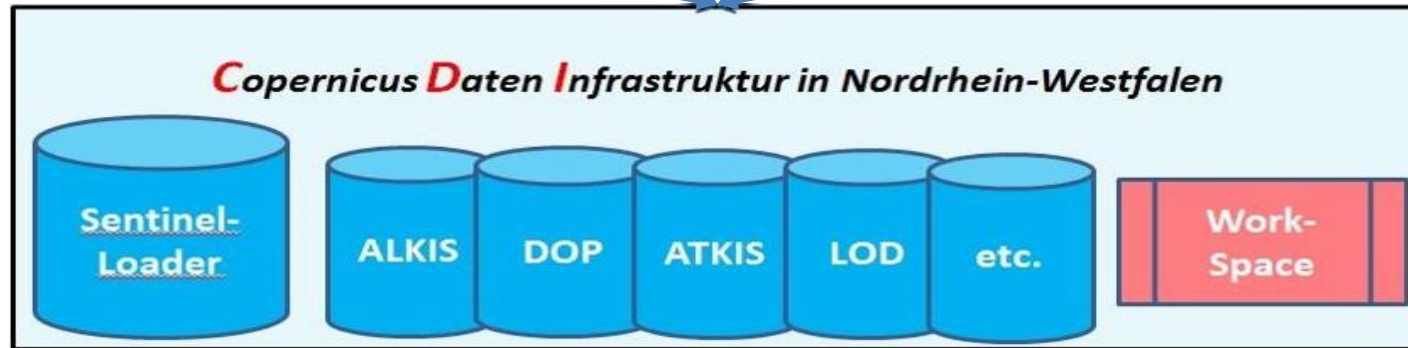 Copernicus Daten Infrastruktur in Nordrhein-Westfalen
Sentinel-
Loader
ALKIS
DOP
ATKIS
LOD
etc.
Work-
Space